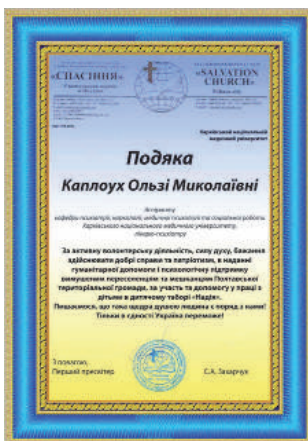 «СПАСІННЯ»
«SALVATION
CHURCH»
Харківський національний
медичний університет
Подяка
Каплоух Ользі Миколаївні
Аспіранту
кафедри психіатрії, наркології, медичної психології та соціальної роботи
Харківського національного медичного університету,
лікарю-психіатру
За активну волонтерську діяльність, силу духу, бажання
здійснювати добрі справи та патріотизм, в наданні
гуманітарної допомоги і психологічну підтримку
вимушеним переселенцям та мешканцям Полтавської
територіальної громади, за участь та допомогу у праці з
дітьми в дитячому таборі «Надія».
Пишаємося, що така щедра душею людина є поряд з нами!
Тільки в єдності Україна переможе!
З повагою,
Перший пресвітер
С.А. Захарчук